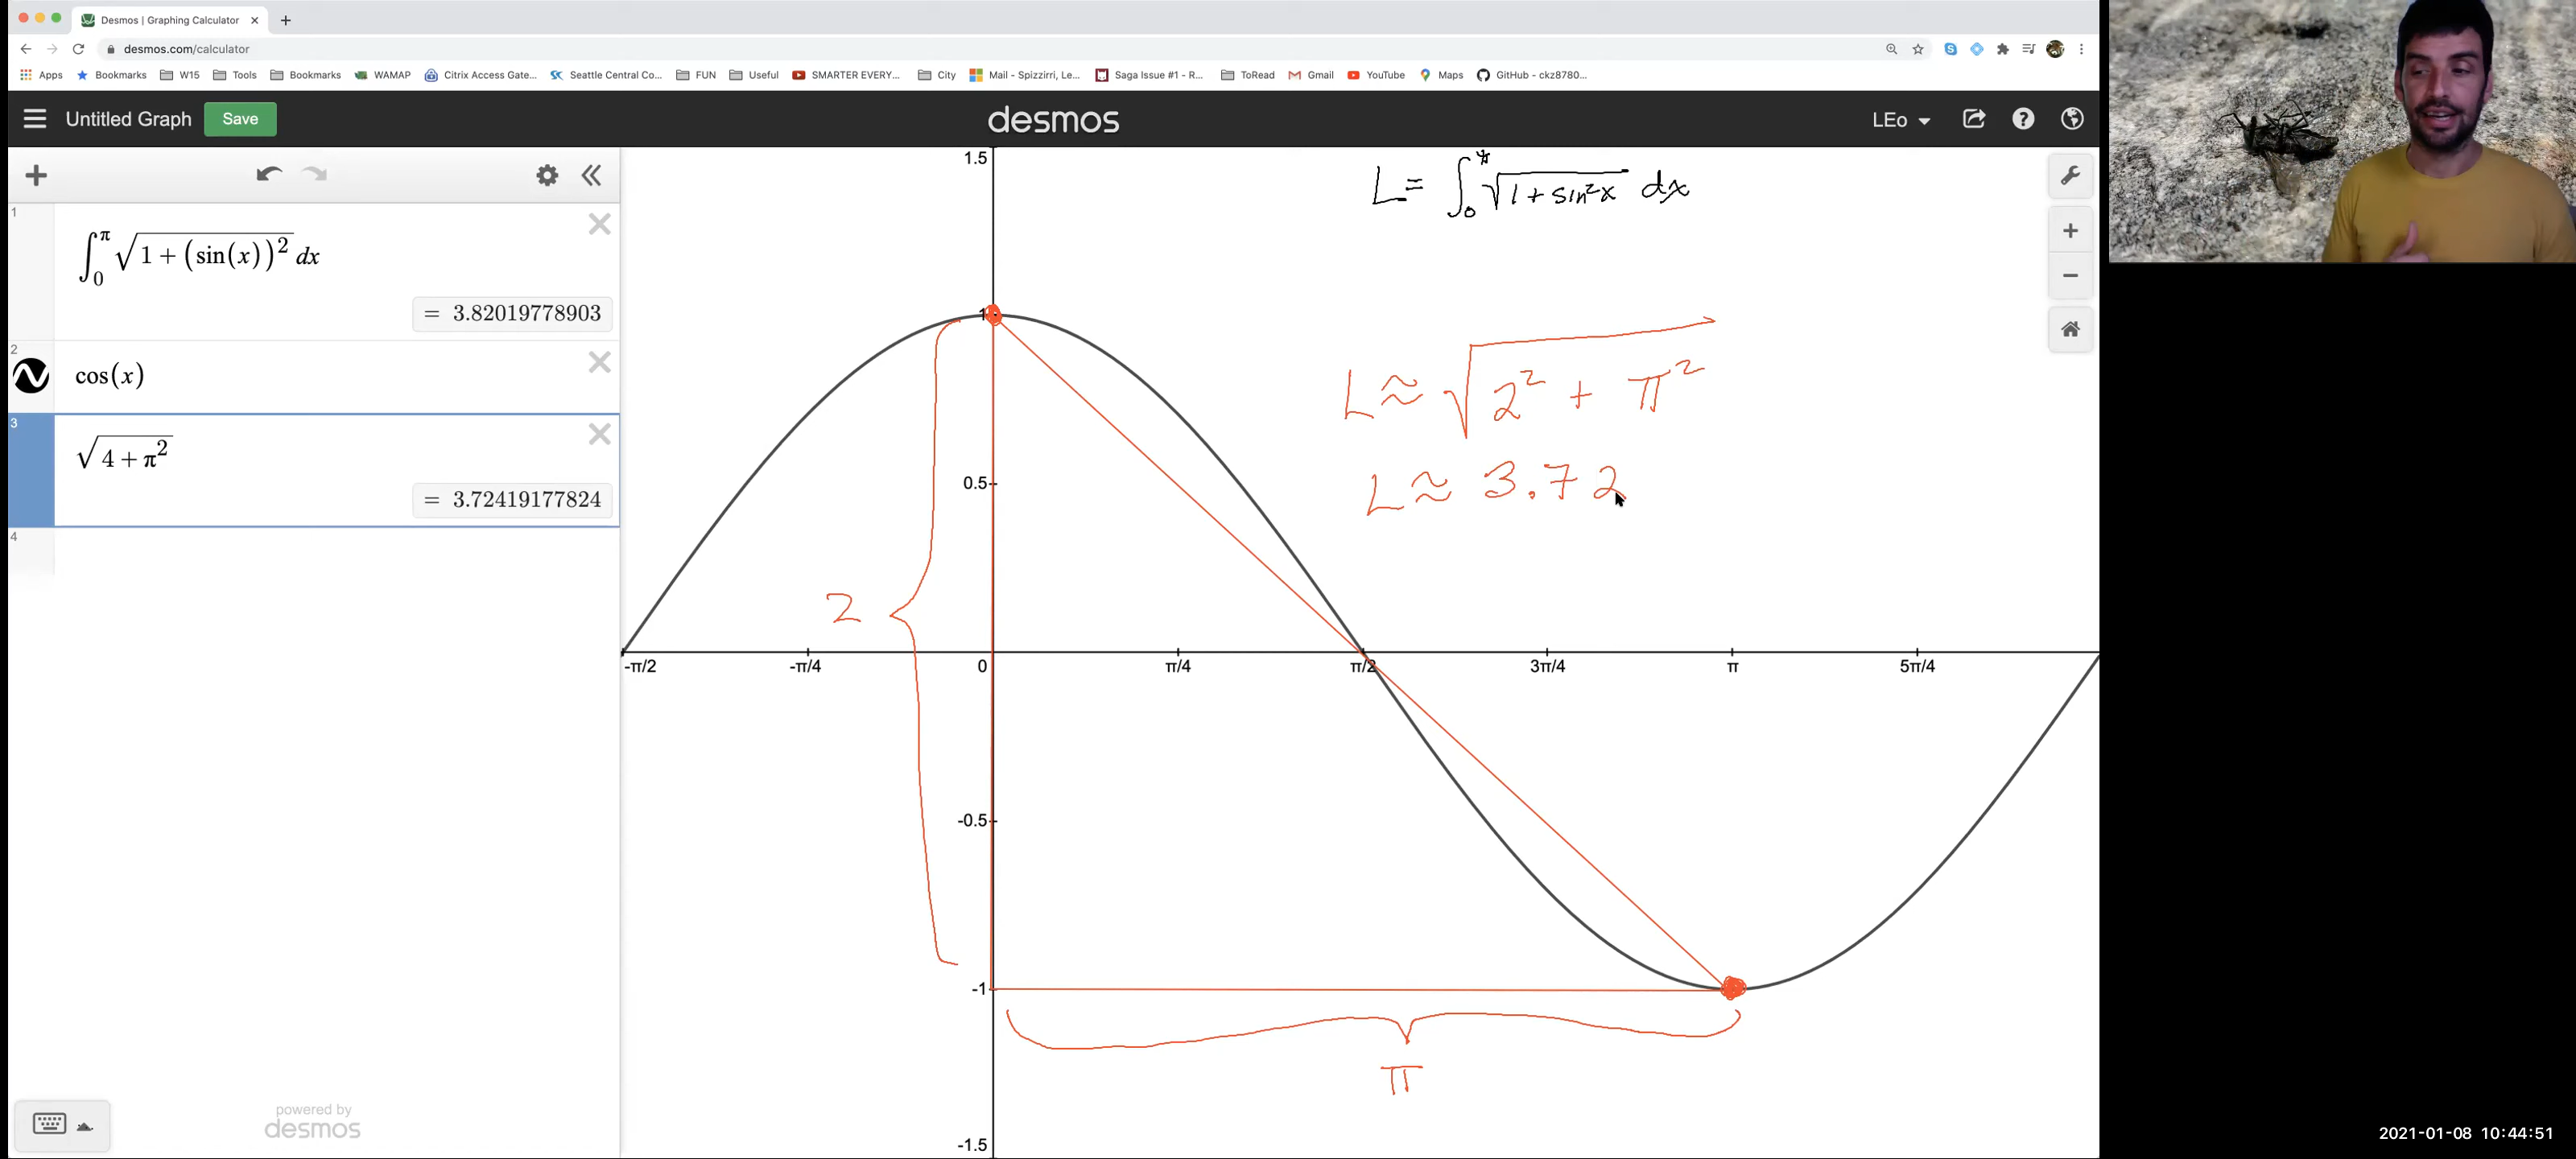 Desmos | Graphing Calculator
desmos.com/calculator
Apps Bookmarks W15 Tools Bookmarks WAMAP Citrix Access Gate... Seattle Central Co... FUN Useful SMARTER EVERY... City Mail - Spizzirri, Le... Saga Issue #1 - R... ToRead Gmail YouTube Maps GitHub - ckz8780...
Untitled Graph Save desmos LEo
1
∫₀^π √(1 + (sin(x))²) dx
= 3.82019778903
2
cos(x)
3
√(4 + π²)
= 3.72419177824
4
powered by
desmos
1.5
L = ∫₀^π √(1 + sin²x) dx
1
L ≈ √(2² + π²)
0.5
L ≈ 3.72
2
-π/2 -π/4 0 π/4 π/2 3π/4 π 5π/4
-0.5
-1
π
-1.5
2021-01-08 10:44:51